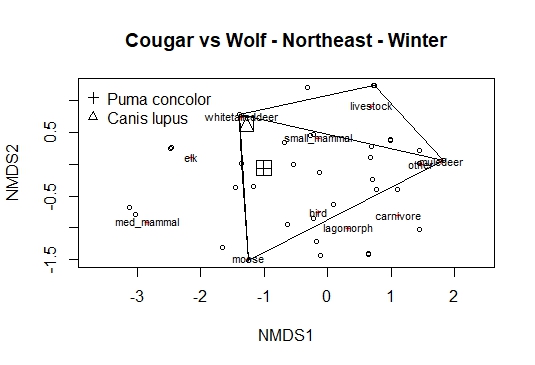 Cougar vs Wolf - Northeast - Winter
Puma concolor
Canis lupus
livestock
whitetaileddeer
small_mammal
elk
other
muledeer
bird
med_mammal
carnivore
lagomorph
moose
0.5
-0.5
-1.5
NMDS2
-3 -2 -1 0 1 2
NMDS1